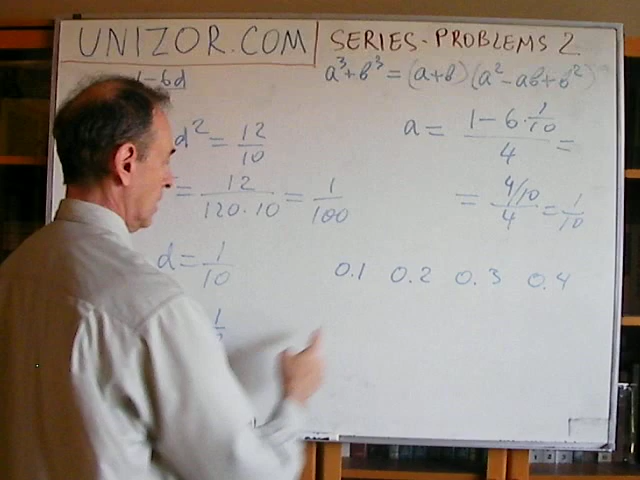 UNIZOR.COM
SERIES-PROBLEMS 2
1-6d
a³+b³=(a+b)(a²-ab+b²)
d² = 12/10
a = (1-6·1/10)/4 =
= 12/(120·10) = 1/100
= (4/10)/4 = 1/10
d = 1/10
0.1 0.2 0.3 0.4